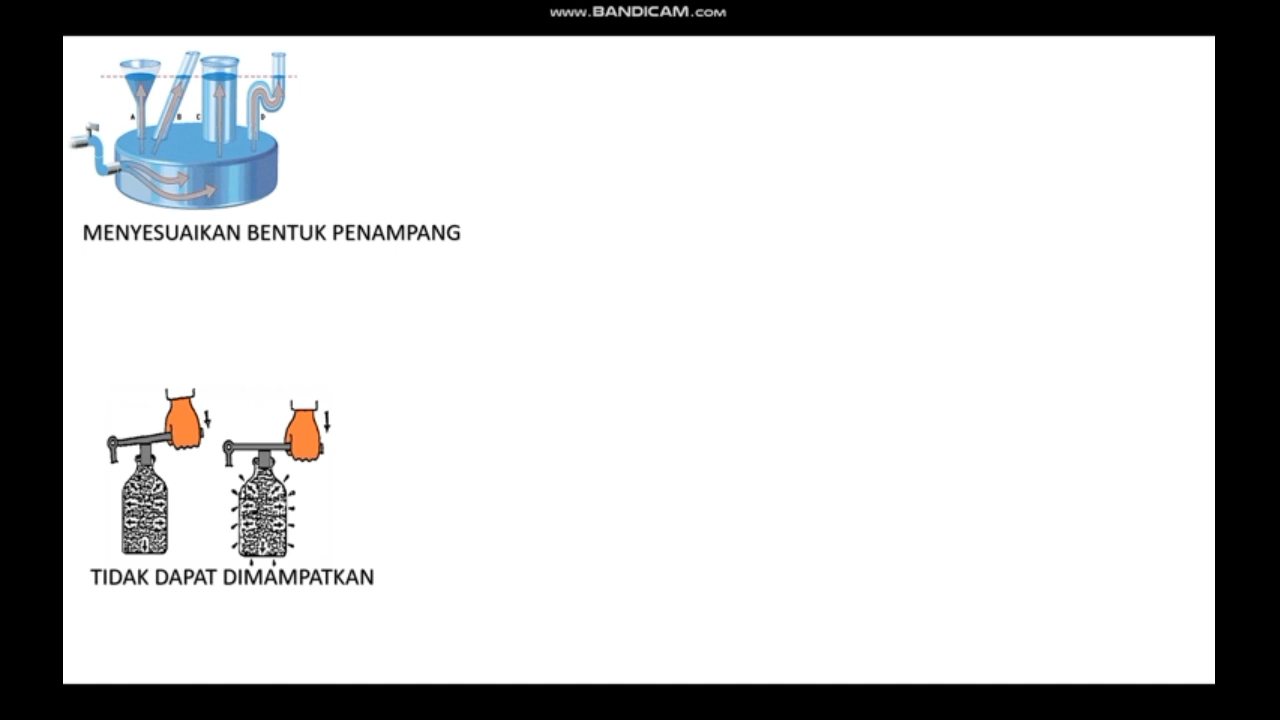 www.BANDICAM.com
A
B
C
D
MENYESUAIKAN BENTUK PENAMPANG
TIDAK DAPAT DIMAMPATKAN